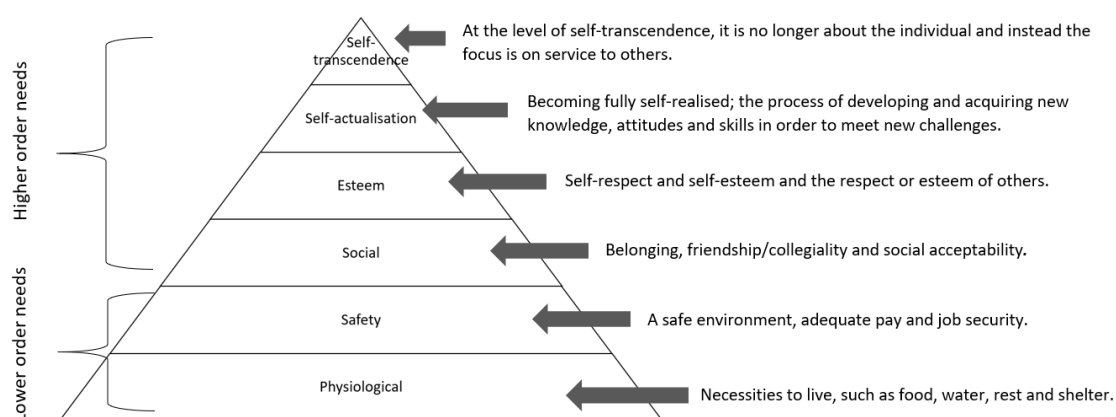 Self-
transcendence
At the level of self-transcendence, it is no longer about the individual and instead the
focus is on service to others.
Higher order needs
Self-actualisation
Becoming fully self-realised; the process of developing and acquiring new
knowledge, attitudes and skills in order to meet new challenges.
Esteem
Self-respect and self-esteem and the respect or esteem of others.
Social
Belonging, friendship/collegiality and social acceptability.
Lower order needs
Safety
A safe environment, adequate pay and job security.
Physiological
Necessities to live, such as food, water, rest and shelter.